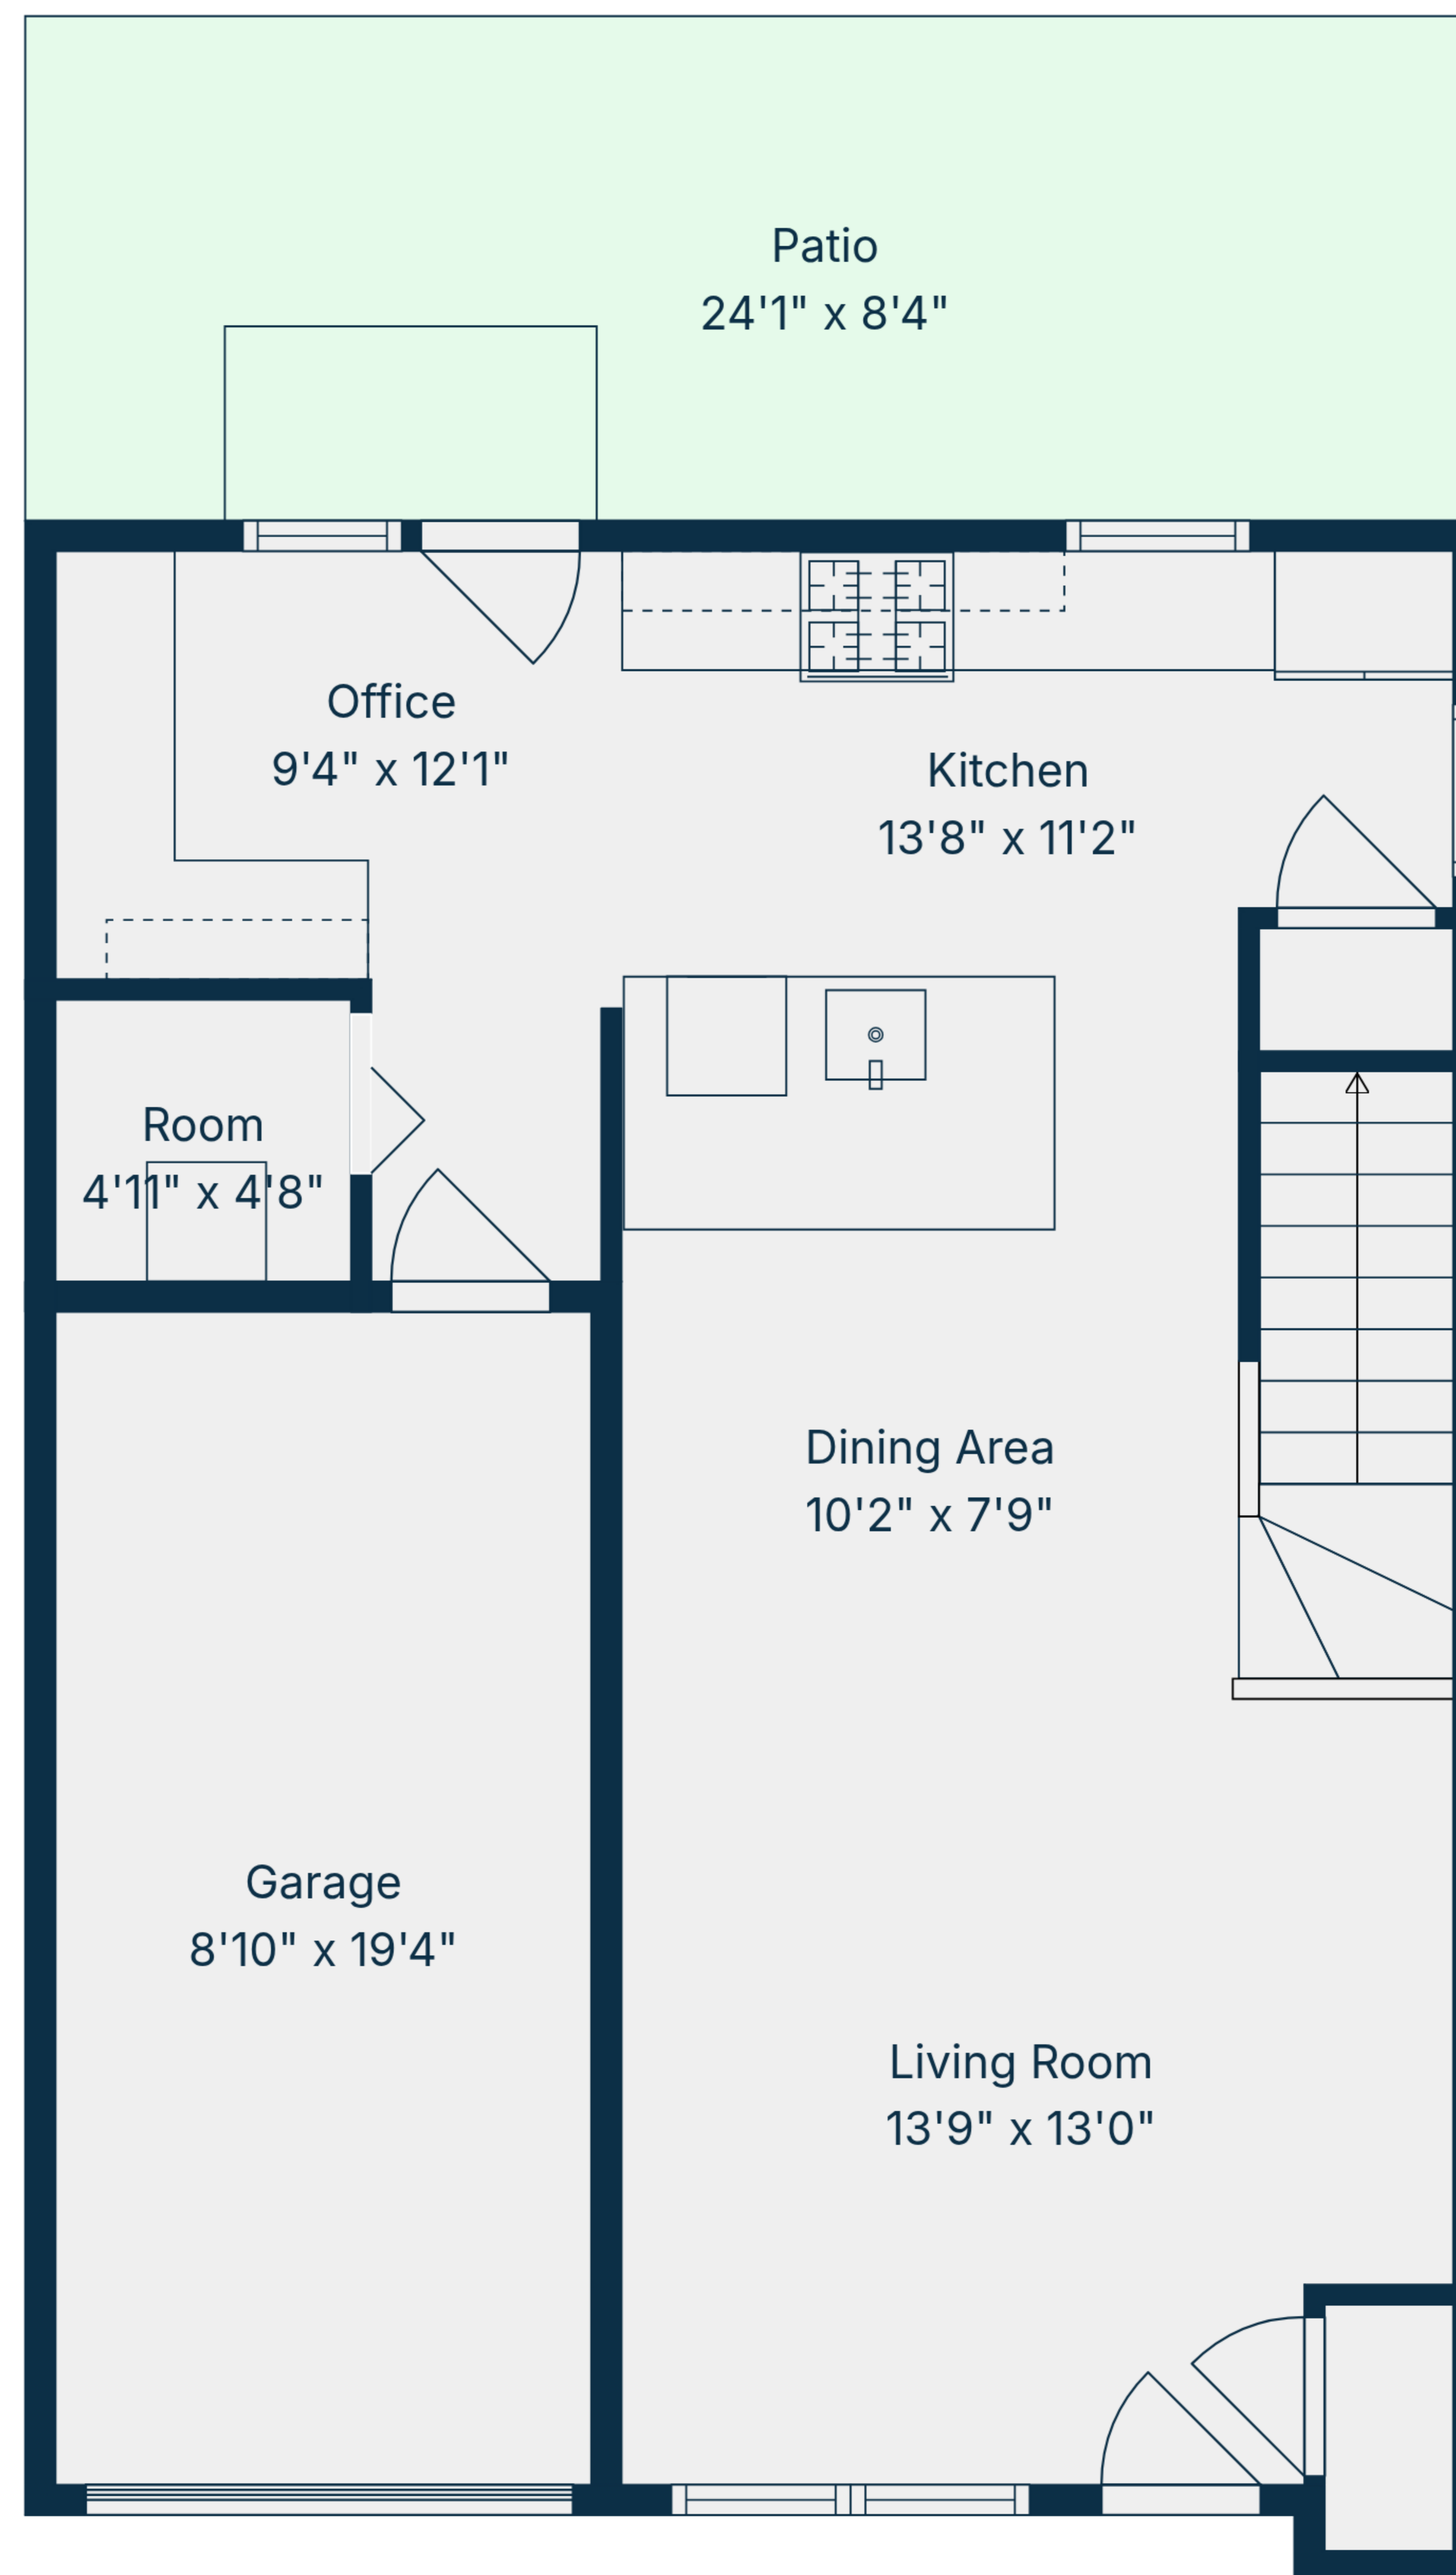 Patio
24'1" x 8'4"
Office
9'4" x 12'1"
Kitchen
13'8" x 11'2"
Room
4'11" x 4'8"
Dining Area
10'2" x 7'9"
Garage
8'10" x 19'4"
Living Room
13'9" x 13'0"